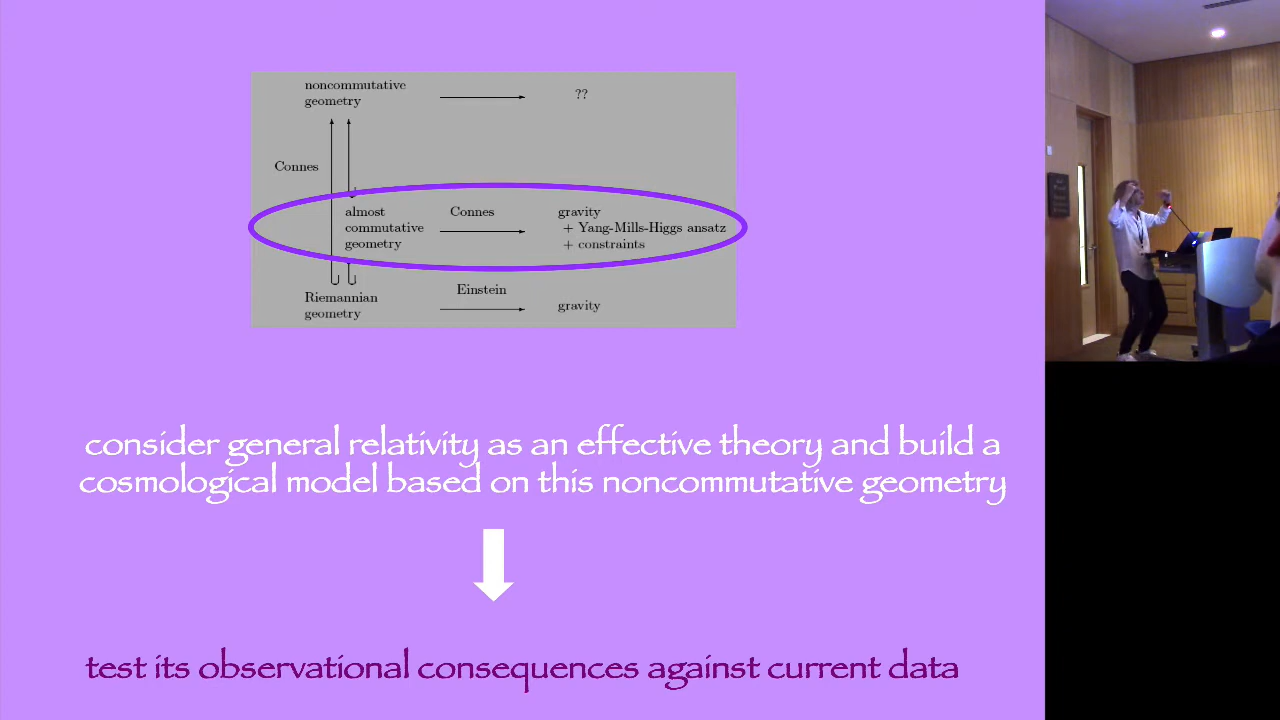 noncommutative
geometry
??
Connes
almost
commutative
geometry
Connes
gravity
+ Yang-Mills-Higgs ansatz
+ constraints
Riemannian
geometry
Einstein
gravity
consider general relativity as an effective theory and build a
cosmological model based on this noncommutative geometry
test its observational consequences against current data